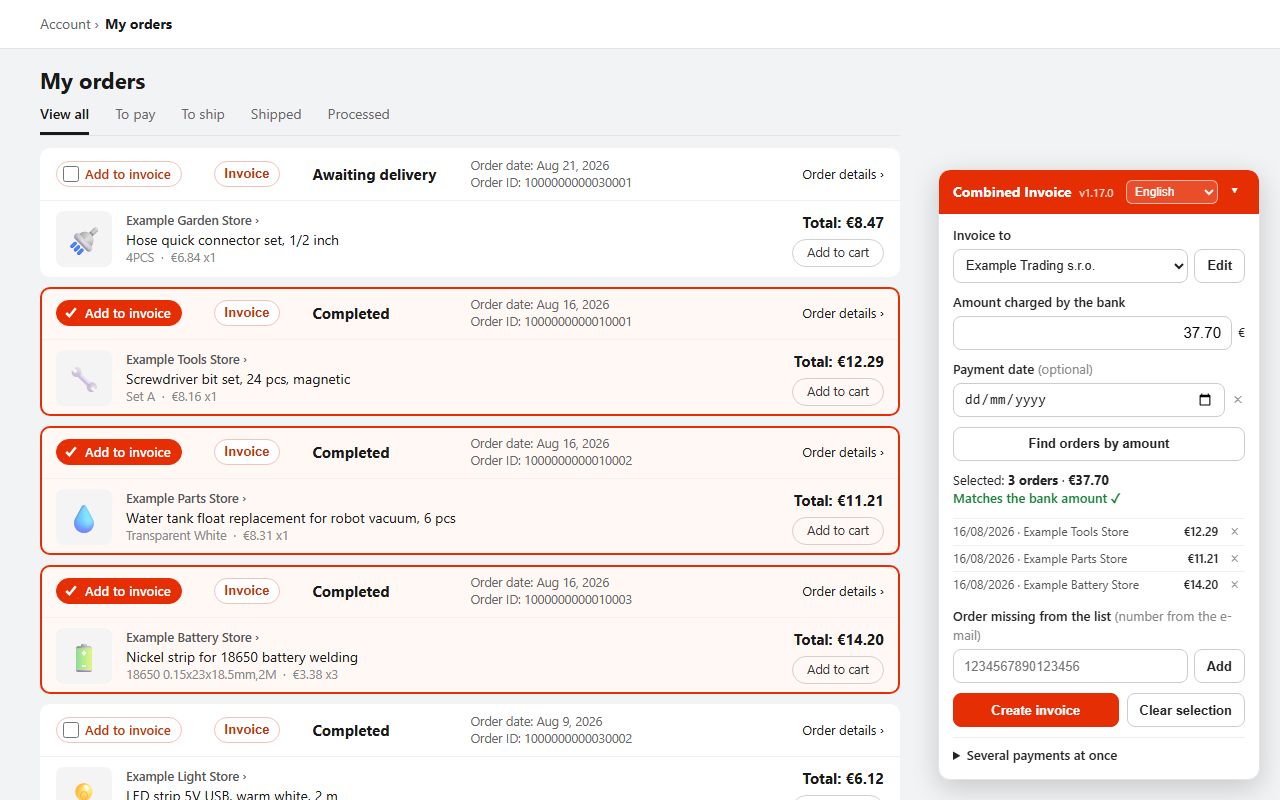 Account › My orders
My orders
View all To pay To ship Shipped Processed
Add to invoice Invoice Awaiting delivery Order date: Aug 21, 2026 Order details ›
Order ID: 1000000000030001
Example Garden Store ›
Hose quick connector set, 1/2 inch
4PCS · €6.84 x1
Total: €8.47
Add to cart
Add to invoice Invoice Completed Order date: Aug 16, 2026 Order details ›
Order ID: 1000000000010001
Example Tools Store ›
Screwdriver bit set, 24 pcs, magnetic
Set A · €8.16 x1
Total: €12.29
Add to cart
Add to invoice Invoice Completed Order date: Aug 16, 2026 Order details ›
Order ID: 1000000000010002
Example Parts Store ›
Water tank float replacement for robot vacuum, 6 pcs
Transparent White · €8.31 x1
Total: €11.21
Add to cart
Add to invoice Invoice Completed Order date: Aug 16, 2026 Order details ›
Order ID: 1000000000010003
Example Battery Store ›
Nickel strip for 18650 battery welding
18650 0.15x23x18.5mm,2M · €3.38 x3
Total: €14.20
Add to cart
Add to invoice Invoice Completed Order date: Aug 9, 2026 Order details ›
Order ID: 1000000000030002
Example Light Store ›
LED strip 5V USB, warm white, 2 m
Total: €6.12
Combined Invoice v1.17.0 English ▼
Invoice to
Example Trading s.r.o. Edit
Amount charged by the bank
37.70 €
Payment date (optional)
dd/mm/yyyy ×
Find orders by amount
Selected: 3 orders · €37.70
Matches the bank amount ✓
16/08/2026 · Example Tools Store €12.29 ×
16/08/2026 · Example Parts Store €11.21 ×
16/08/2026 · Example Battery Store €14.20 ×
Order missing from the list (number from the e-
mail)
1234567890123456 Add
Create invoice Clear selection
▶ Several payments at once